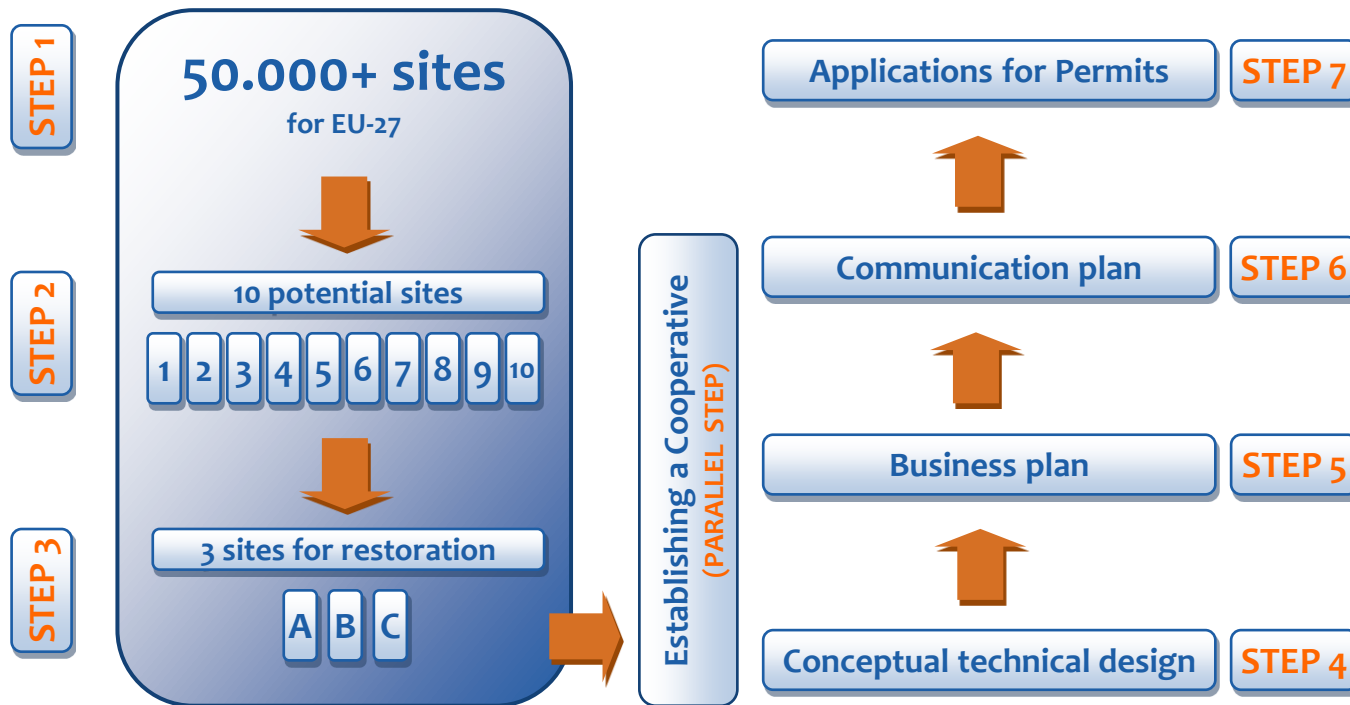 STEP 1
50.000+ sites
for EU-27
STEP 2
10 potential sites
1 2 3 4 5 6 7 8 9 10
STEP 3
3 sites for restoration
A B C
Establishing a Cooperative
(PARALLEL STEP)
Applications for Permits STEP 7
Communication plan STEP 6
Business plan STEP 5
Conceptual technical design STEP 4